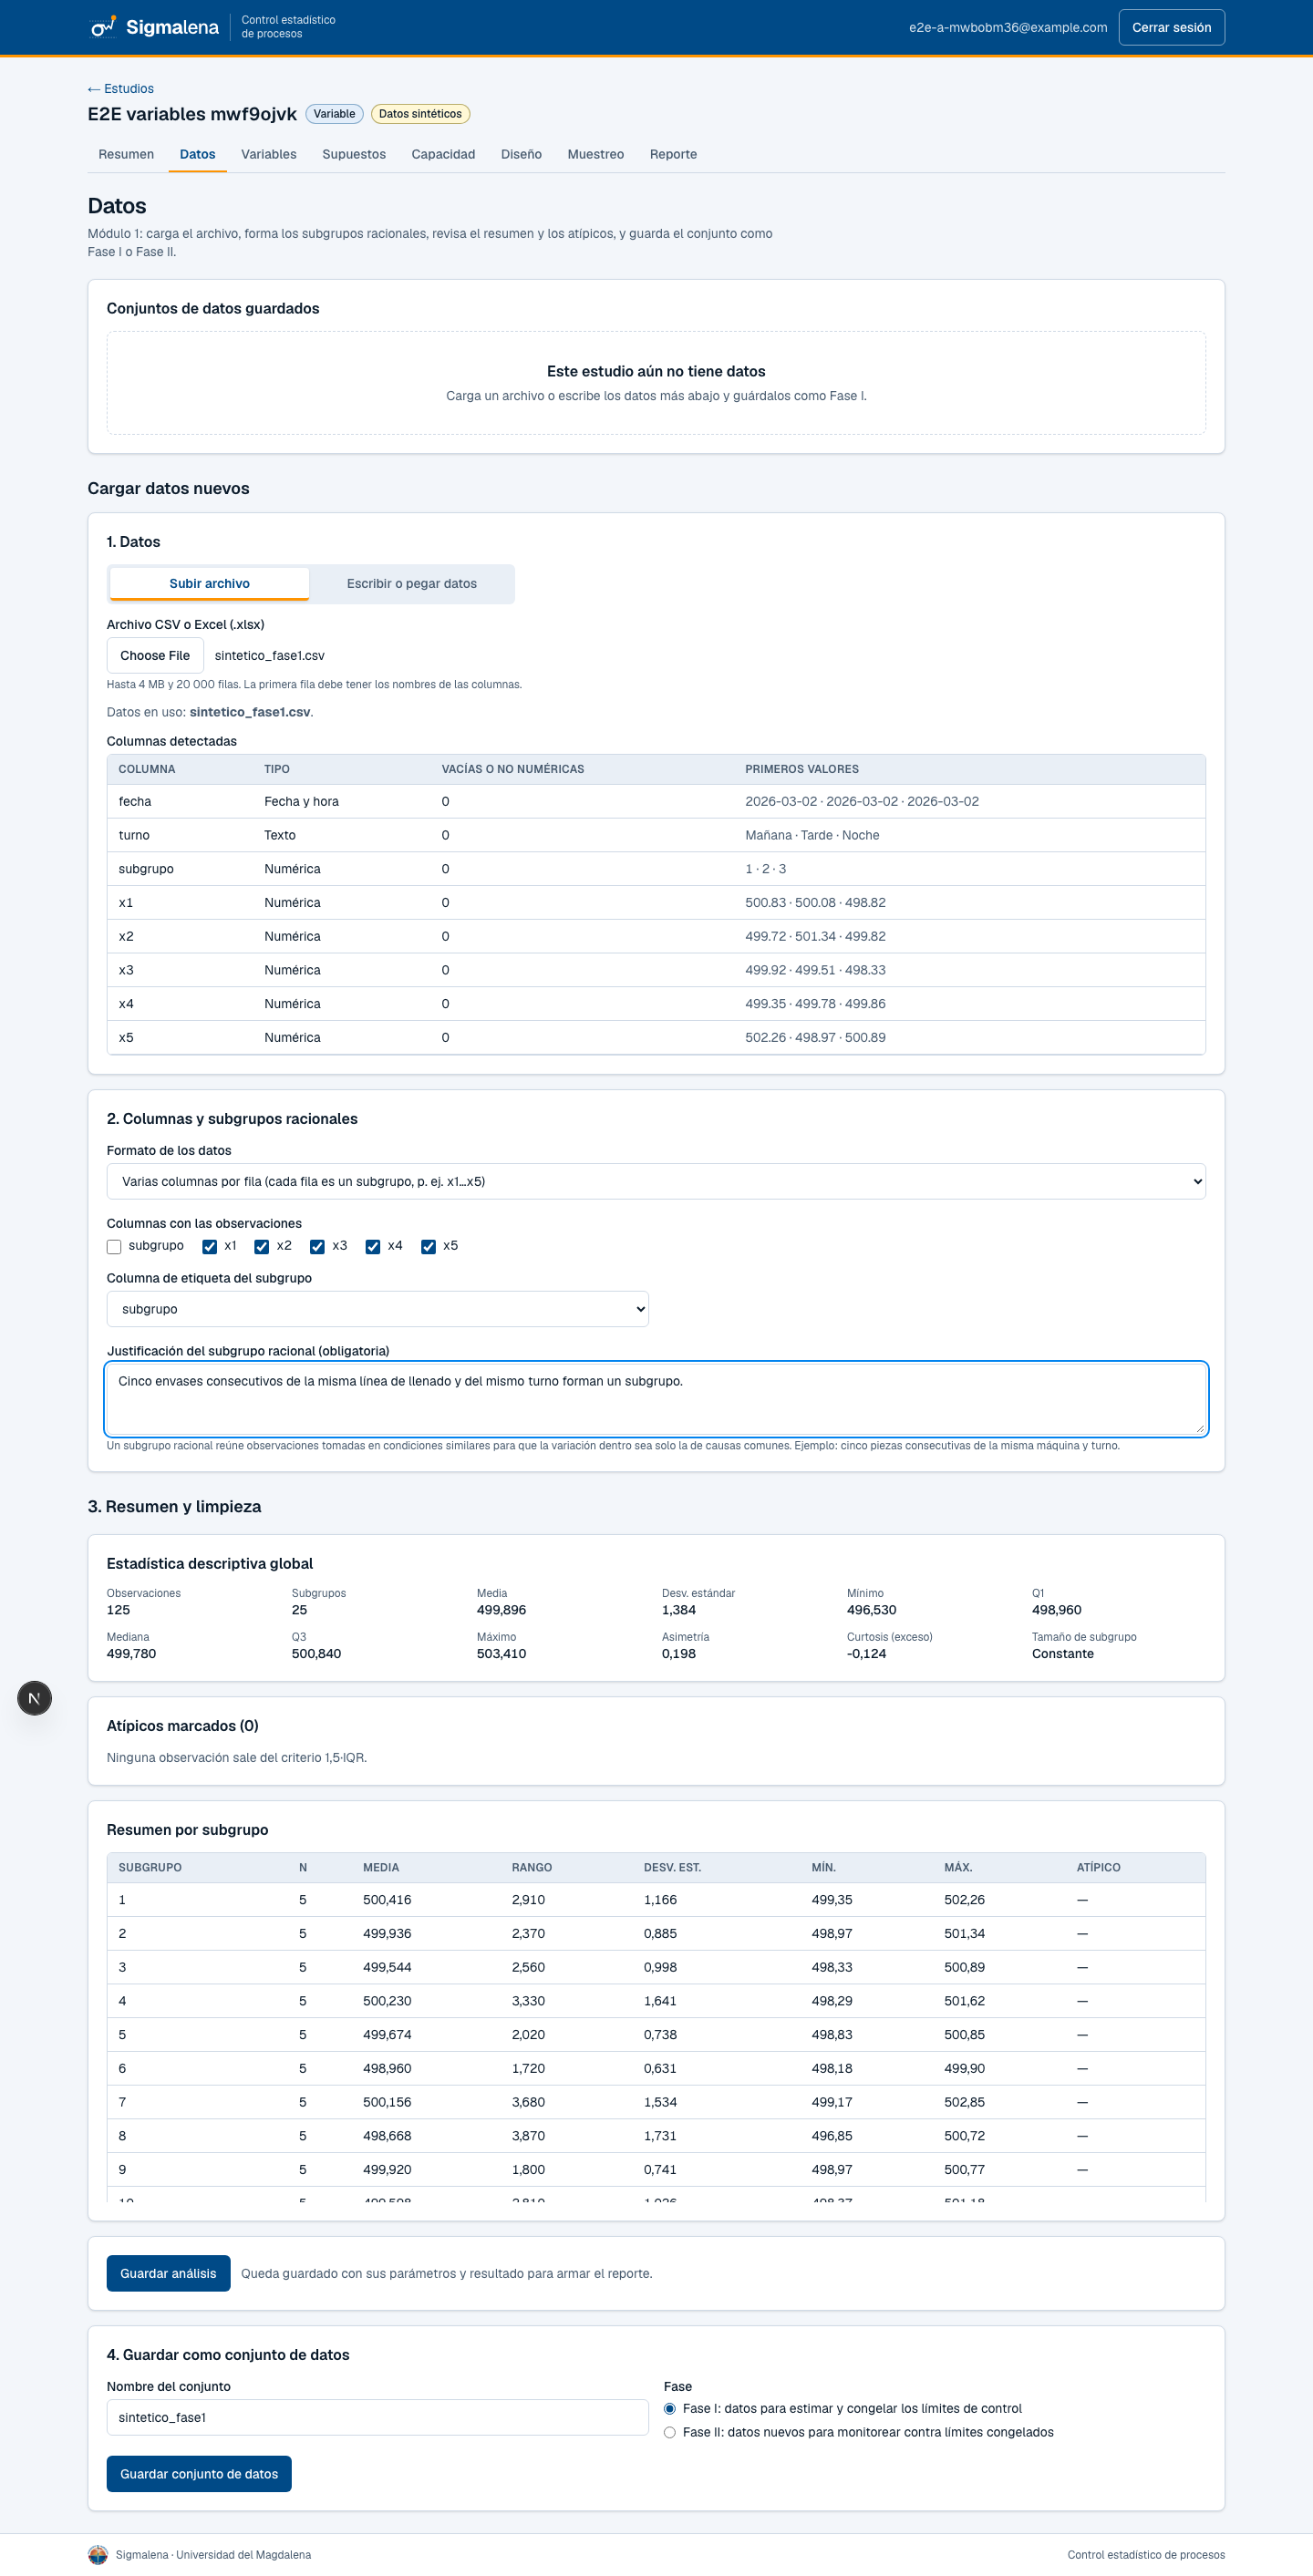 Sigmalena
Control estadístico
de procesos
e2e-a-mwbobm36@example.com
Cerrar sesión
← Estudios
E2E variables mwf9ojvk Variable Datos sintéticos
Resumen Datos Variables Supuestos Capacidad Diseño Muestreo Reporte
Datos
Módulo 1: carga el archivo, forma los subgrupos racionales, revisa el resumen y los atípicos, y guarda el conjunto como
Fase I o Fase II.
Conjuntos de datos guardados
Este estudio aún no tiene datos
Carga un archivo o escribe los datos más abajo y guárdalos como Fase I.
Cargar datos nuevos
1. Datos
Subir archivo Escribir o pegar datos
Archivo CSV o Excel (.xlsx)
Choose File sintetico_fase1.csv
Hasta 4 MB y 20 000 filas. La primera fila debe tener los nombres de las columnas.
Datos en uso: sintetico_fase1.csv.
Columnas detectadas
COLUMNA TIPO VACÍAS O NO NUMÉRICAS PRIMEROS VALORES
fecha Fecha y hora 0 2026-03-02 · 2026-03-02 · 2026-03-02
turno Texto 0 Mañana · Tarde · Noche
subgrupo Numérica 0 1 · 2 · 3
x1 Numérica 0 500.83 · 500.08 · 498.82
x2 Numérica 0 499.72 · 501.34 · 499.82
x3 Numérica 0 499.92 · 499.51 · 498.33
x4 Numérica 0 499.35 · 499.78 · 499.86
x5 Numérica 0 502.26 · 498.97 · 500.89
2. Columnas y subgrupos racionales
Formato de los datos
Varias columnas por fila (cada fila es un subgrupo, p. ej. x1…x5)
Columnas con las observaciones
subgrupo x1 x2 x3 x4 x5
Columna de etiqueta del subgrupo
subgrupo
Justificación del subgrupo racional (obligatoria)
Cinco envases consecutivos de la misma línea de llenado y del mismo turno forman un subgrupo.
Un subgrupo racional reúne observaciones tomadas en condiciones similares para que la variación dentro sea solo la de causas comunes. Ejemplo: cinco piezas consecutivas de la misma máquina y turno.
3. Resumen y limpieza
Estadística descriptiva global
Observaciones Subgrupos Media Desv. estándar Mínimo Q1
125 25 499,896 1,384 496,530 498,960
Mediana Q3 Máximo Asimetría Curtosis (exceso) Tamaño de subgrupo
499,780 500,840 503,410 0,198 -0,124 Constante
N
Atípicos marcados (0)
Ninguna observación sale del criterio 1,5·IQR.
Resumen por subgrupo
SUBGRUPO N MEDIA RANGO DESV. EST. MÍN. MÁX. ATÍPICO
1 5 500,416 2,910 1,166 499,35 502,26 —
2 5 499,936 2,370 0,885 498,97 501,34 —
3 5 499,544 2,560 0,998 498,33 500,89 —
4 5 500,230 3,330 1,641 498,29 501,62 —
5 5 499,674 2,020 0,738 498,83 500,85 —
6 5 498,960 1,720 0,631 498,18 499,90 —
7 5 500,156 3,680 1,534 499,17 502,85 —
8 5 498,668 3,870 1,731 496,85 500,72 —
9 5 499,920 1,800 0,741 498,97 500,77 —
Guardar análisis Queda guardado con sus parámetros y resultado para armar el reporte.
4. Guardar como conjunto de datos
Nombre del conjunto Fase
sintetico_fase1
Fase I: datos para estimar y congelar los límites de control
Fase II: datos nuevos para monitorear contra límites congelados
Guardar conjunto de datos
Sigmalena · Universidad del Magdalena Control estadístico de procesos